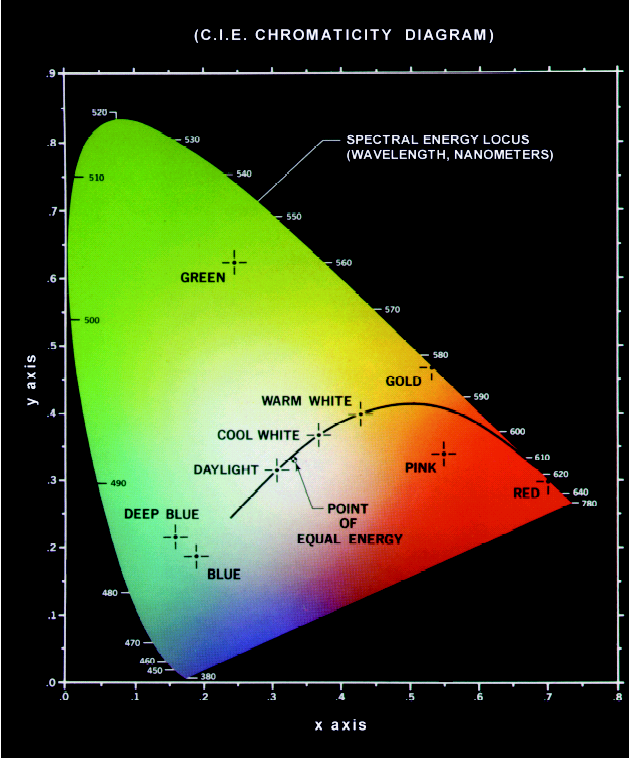 (C.I.E. CHROMATICITY DIAGRAM)
.9
520
530
SPECTRAL ENERGY LOCUS
(WAVELENGTH, NANOMETERS)
.8
540
510
.7
550
560
GREEN
.6
570
500
.5
580
GOLD
590
WARM WHITE
y axis
.4
600
COOL WHITE
610
PINK
DAYLIGHT
620
.3
490
RED
640
780
DEEP BLUE
POINT
OF
EQUAL ENERGY
.2
BLUE
480
.1
470
460
450
380
.0
.0
.1
.2
.3
.4
.5
.6
.7
.8
x axis